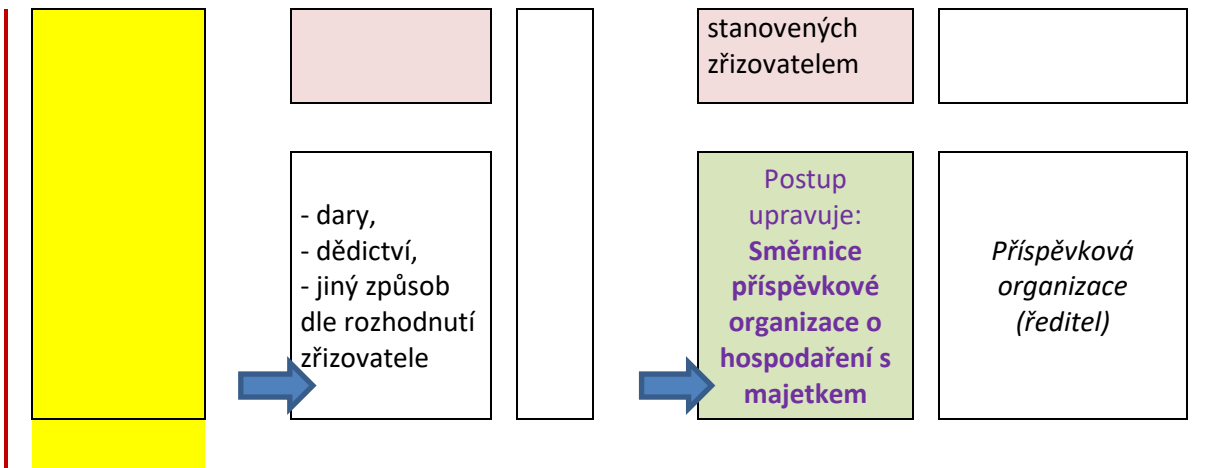 stanovených
zřizovatelem
- dary,
- dědictví,
- jiný způsob
dle rozhodnutí
zřizovatele
Postup
upravuje:
Směrnice
příspěvkové
organizace o
hospodaření s
majetkem
Příspěvková
organizace
(ředitel)